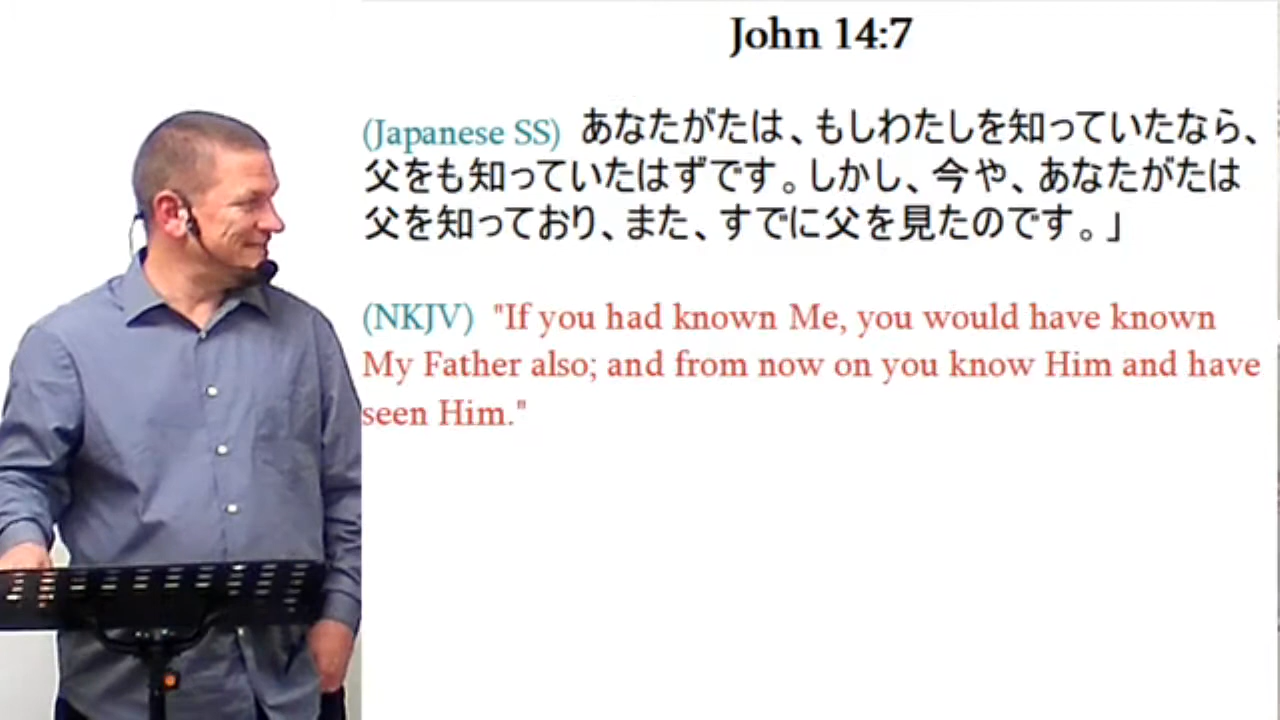 John 14:7
(Japanese SS) あなたがたは、もしわたしを知っていたなら、
父をも知っていたはずです。しかし、今や、あなたがたは
父を知っており、また、すでに父を見たのです。」
(NKJV) "If you had known Me, you would have known
My Father also; and from now on you know Him and have
seen Him."